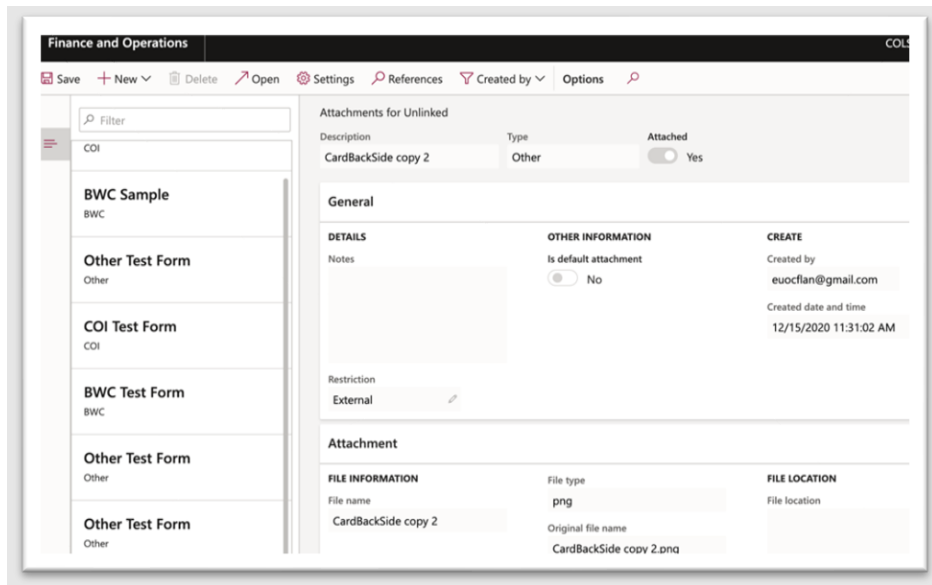 Finance and Operations
COLS
Save New Delete Open Settings References Created by Options
Filter
COI
BWC Sample
BWC
Other Test Form
Other
COI Test Form
COI
BWC Test Form
BWC
Other Test Form
Other
Other Test Form
Other
Attachments for Unlinked
Description Type Attached
CardBackSide copy 2 Other Yes
General
DETAILS OTHER INFORMATION CREATE
Notes Is default attachment Created by
No euocflan@gmail.com
Created date and time
12/15/2020 11:31:02 AM
Restriction
External
Attachment
FILE INFORMATION File type FILE LOCATION
File name png File location
CardBackSide copy 2
Original file name
CardBackSide copy 2.png